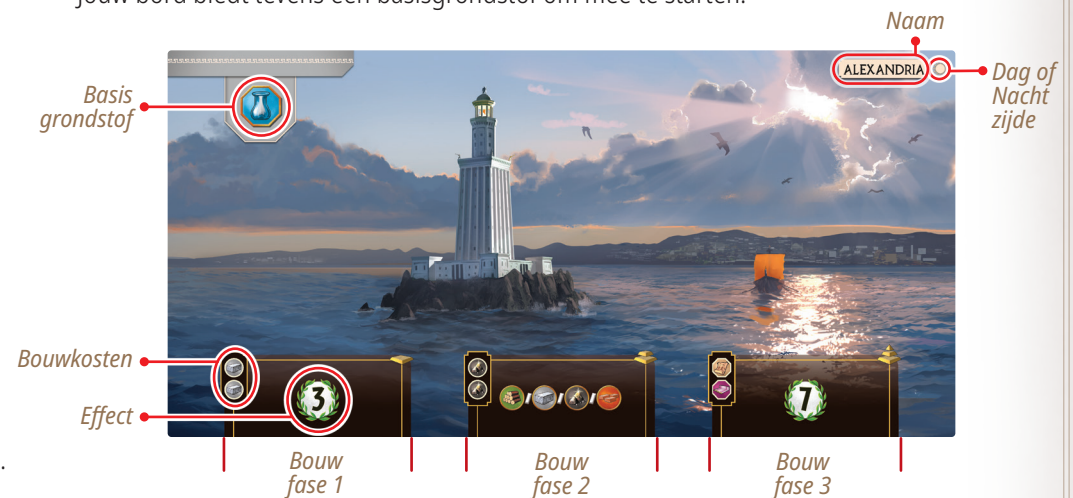 Jouw bord biedt tevens een basisgrondstof om mee te starten.
Naam
ALEXANDRIA
Dag of
Nacht
zijde
Basis
grondstof
Bouwkosten
Effect
3
/ / /
7
.
Bouw
fase 1
Bouw
fase 2
Bouw
fase 3